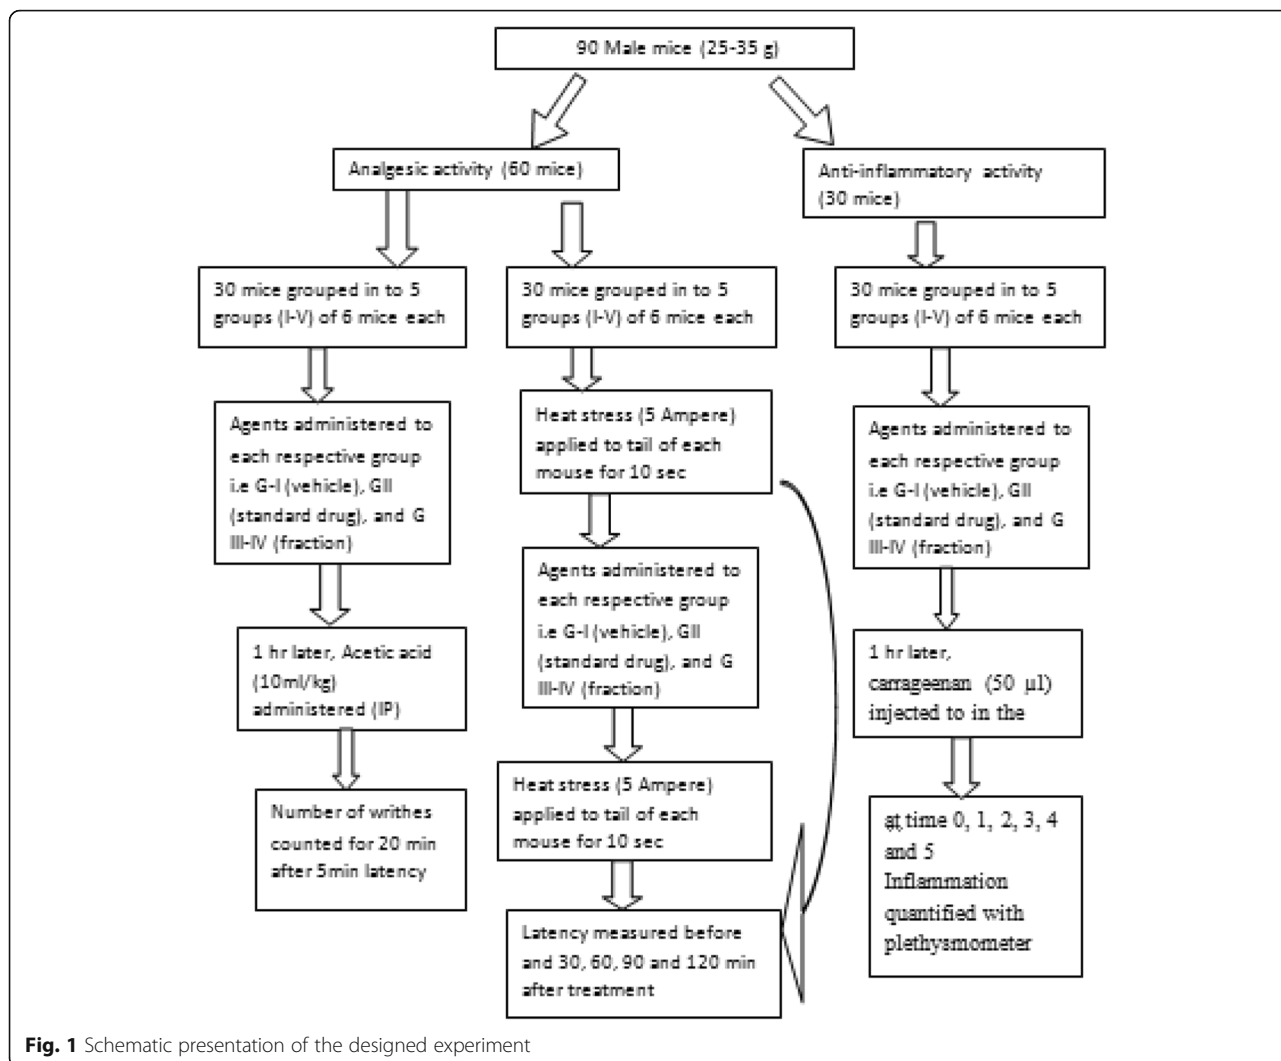 90 Male mice (25-35 g)
Analgesic activity (60 mice)
Anti-inflammatory activity
(30 mice)
30 mice grouped in to 5
groups (I-V) of 6 mice each
30 mice grouped in to 5
groups (I-V) of 6 mice each
30 mice grouped in to 5
groups (I-V) of 6 mice each
Agents administered to
each respective group
i.e G-I (vehicle), GII
(standard drug), and G
III-IV (fraction)
Heat stress (5 Ampere)
applied to tail of each
mouse for 10 sec
Agents administered to
each respective group
i.e G-I (vehicle), GII
(standard drug), and G
III-IV (fraction)
Agents administered to
each respective group
i.e G-I (vehicle), GII
(standard drug), and G
III-IV (fraction)
1 hr later, Acetic acid
(10ml/kg)
administered (IP)
1 hr later,
carrageenan (50 µl)
injected to in the
Heat stress (5 Ampere)
applied to tail of each
mouse for 10 sec
Number of writhes
counted for 20 min
after 5min latency
at time 0, 1, 2, 3, 4
and 5
Inflammation
quantified with
plethysmometer
Latency measured before
and 30, 60, 90 and 120 min
after treatment
Fig. 1 Schematic presentation of the designed experiment